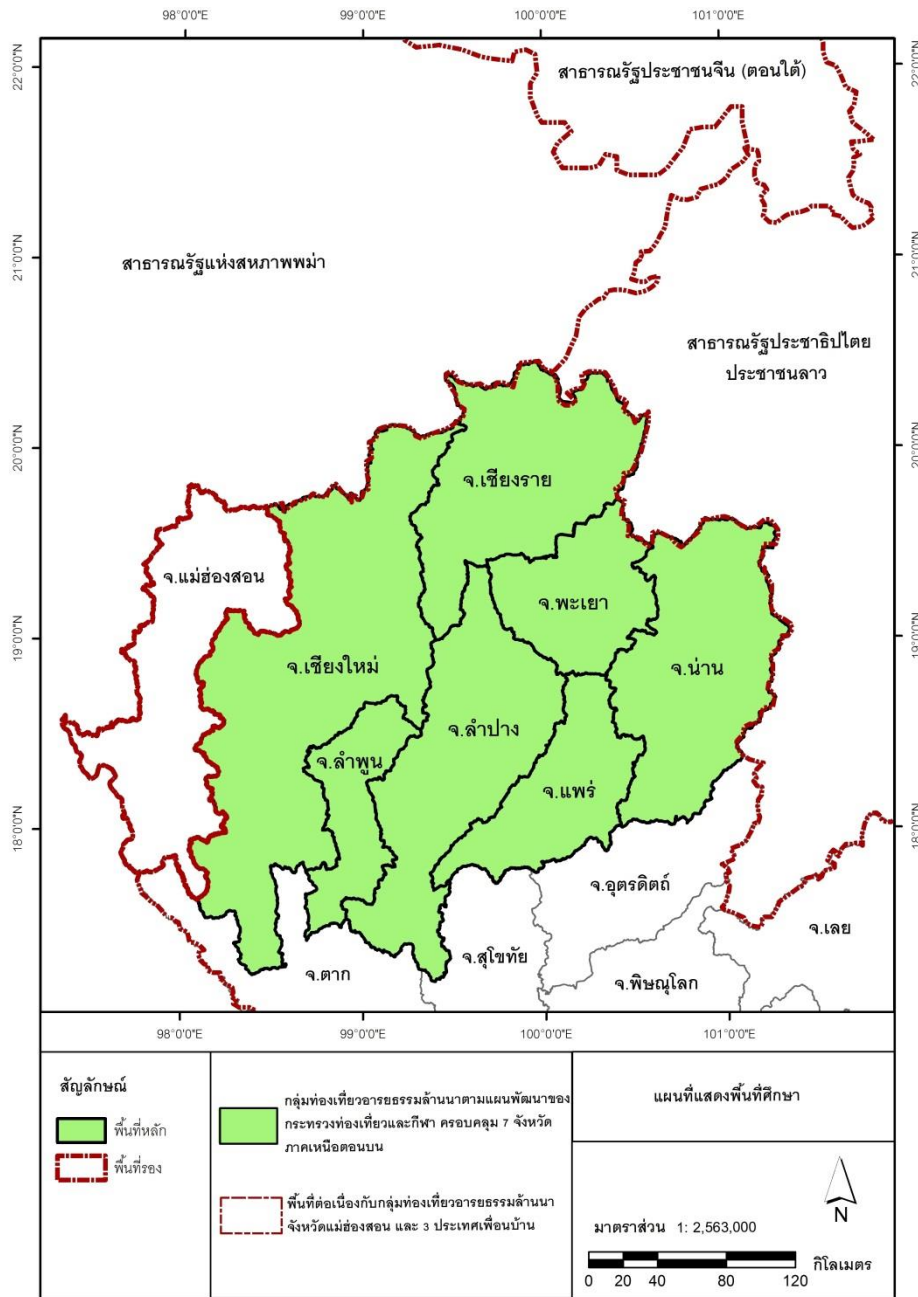 98°0'0"E 99°0'0"E 100°0'0"E 101°0'0"E
22°0'0"N
22°0'0"N
สาธารณรัฐประชาชนจีน (ตอนใต้)
21°0'0"N
21°0'0"N
สาธารณรัฐแห่งสหภาพพม่า
สาธารณรัฐประชาธิปไตย
ประชาชนลาว
20°0'0"N
20°0'0"N
จ.เชียงราย
จ.แม่ฮ่องสอน
จ.พะเยา
19°0'0"N
19°0'0"N
จ.เชียงใหม่
จ.น่าน
จ.ลำปาง
จ.ลำพูน
จ.แพร่
18°0'0"N
18°0'0"N
จ.อุตรดิตถ์
จ.เลย
จ.สุโขทัย
จ.ตาก
จ.พิษณุโลก
98°0'0"E 99°0'0"E 100°0'0"E 101°0'0"E
สัญลักษณ์
พื้นที่หลัก
พื้นที่รอง
กลุ่มท่องเที่ยวอารยธรรมล้านนาตามแผนพัฒนาของ
กระทรวงท่องเที่ยวและกีฬา ครอบคลุม 7 จังหวัด
ภาคเหนือตอนบน
พื้นที่ต่อเนื่องกับกลุ่มท่องเที่ยวอารยธรรมล้านนา
จังหวัดแม่ฮ่องสอน และ 3 ประเทศเพื่อนบ้าน
แผนที่แสดงพื้นที่ศึกษา
N
มาตราส่วน 1: 2,563,000
กิโลเมตร
0 20 40 80 120